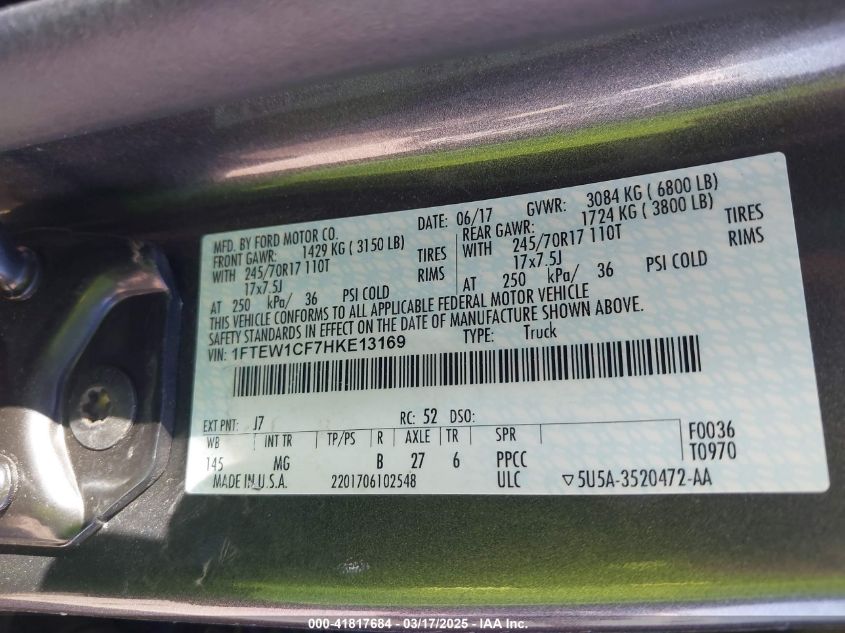 MFD. BY FORD MOTOR CO. DATE: 06/17 GVWR: 3084 KG ( 6800 LB)
FRONT GAWR: 1429 KG ( 3150 LB) REAR GAWR: 1724 KG ( 3800 LB)
WITH 245/70R17 110T TIRES WITH 245/70R17 110T TIRES
17x7.5J RIMS 17x7.5J RIMS
AT 250 kPa/ 36 PSI COLD AT 250 kPa/ 36 PSI COLD
THIS VEHICLE CONFORMS TO ALL APPLICABLE FEDERAL MOTOR VEHICLE
SAFETY STANDARDS IN EFFECT ON THE DATE OF MANUFACTURE SHOWN ABOVE.
VIN: 1FTEW1CF7HKE13169 TYPE: Truck
EXT PNT: J7 RC: 52 DSO:
WB INT TR TP/PS R AXLE TR SPR F0036
145 MG B 27 6 PPCC T0970
MADE IN U.S.A. 2201706102548 ULC ▽5U5A-3520472-AA
000-41817684 — 03/17/2025 — IAA Inc.